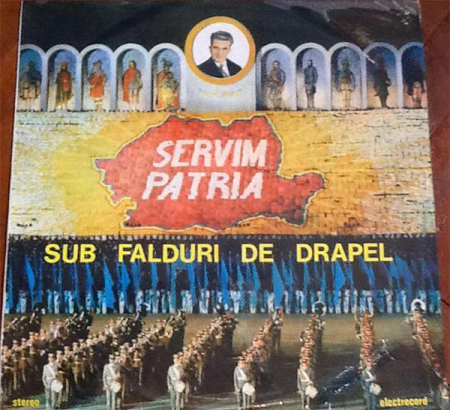 SERVIM
PATRIA
SUB FALDURI DE DRAPEL
stereo
electrecord